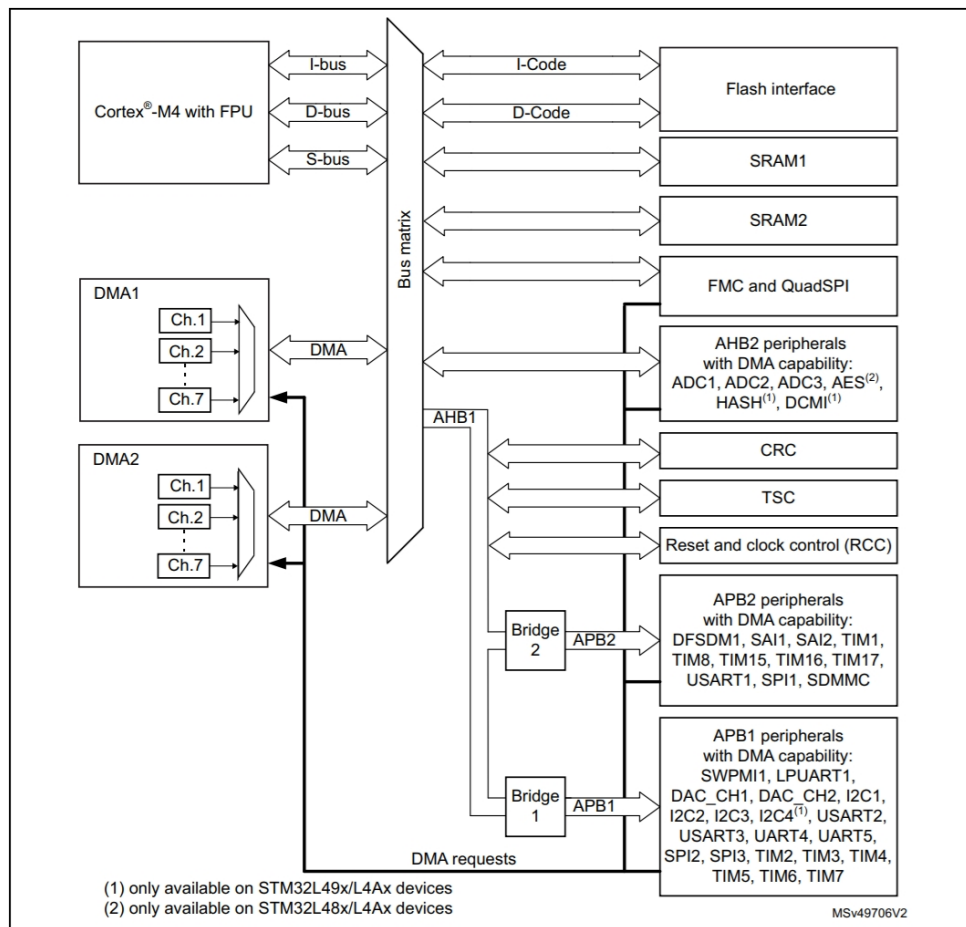 Cortex®-M4 with FPU
I-bus
D-bus
S-bus
Bus matrix
I-Code
D-Code
Flash interface
SRAM1
SRAM2
FMC and QuadSPI
DMA1
Ch.1
Ch.2
Ch.7
DMA
DMA2
Ch.1
Ch.2
Ch.7
DMA
AHB2 peripherals
with DMA capability:
ADC1, ADC2, ADC3, AES(2),
HASH(1), DCMI(1)
AHB1
CRC
TSC
Reset and clock control (RCC)
Bridge
2
APB2
APB2 peripherals
with DMA capability:
DFSDM1, SAI1, SAI2, TIM1,
TIM8, TIM15, TIM16, TIM17,
USART1, SPI1, SDMMC
Bridge
1
APB1
APB1 peripherals
with DMA capability:
SWPMI1, LPUART1,
DAC_CH1, DAC_CH2, I2C1,
I2C2, I2C3, I2C4(1), USART2,
USART3, UART4, UART5,
SPI2, SPI3, TIM2, TIM3, TIM4,
TIM5, TIM6, TIM7
DMA requests
(1) only available on STM32L49x/L4Ax devices
(2) only available on STM32L48x/L4Ax devices
MSv49706V2